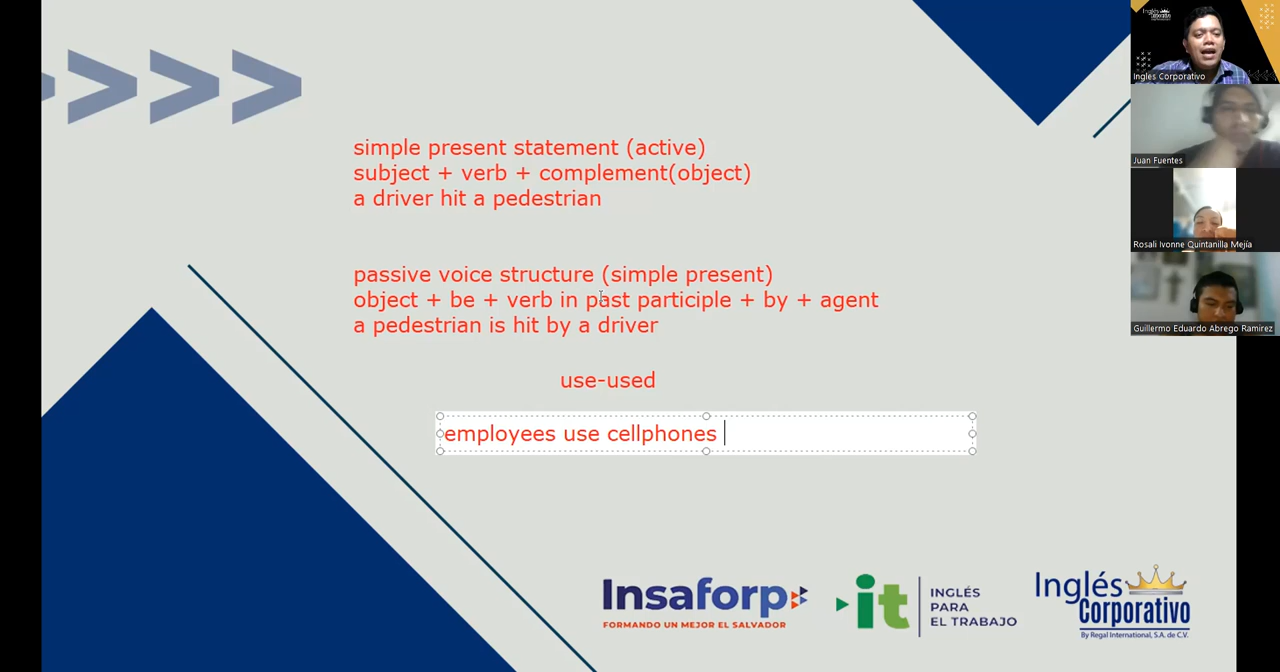 simple present statement (active)
subject + verb + complement(object)
a driver hit a pedestrian
passive voice structure (simple present)
object + be + verb in past participle + by + agent
a pedestrian is hit by a driver
use-used
employees use cellphones
Insaforp
FORMANDO UN MEJOR EL SALVADOR
it
INGLÉS
PARA
EL TRABAJO
Inglés
Corporativo
By Regal International, S.A. de C.V.
Inglés
Corporativo
Ingles Corporativo
Juan Fuentes
Rosali Ivonne Quintanilla Mejía
Guillermo Eduardo Abrego Ramirez